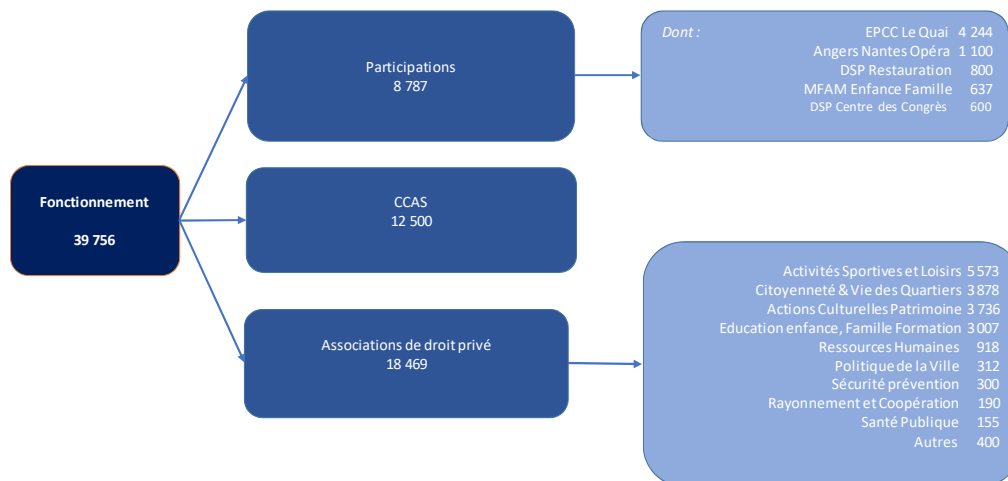 Fonctionnement
39 756
Participations
8 787
Dont : EPCC Le Quai 4 244
Angers Nantes Opéra 1 100
DSP Restauration 800
MFAM Enfance Famille 637
DSP Centre des Congrès 600
CCAS
12 500
Associations de droit privé
18 469
Activités Sportives et Loisirs 5 573
Citoyenneté & Vie des Quartiers 3 878
Actions Culturelles Patrimoine 3 736
Education enfance, Famille Formation 3 007
Ressources Humaines 918
Politique de la Ville 312
Sécurité prévention 300
Rayonnement et Coopération 190
Santé Publique 155
Autres 400